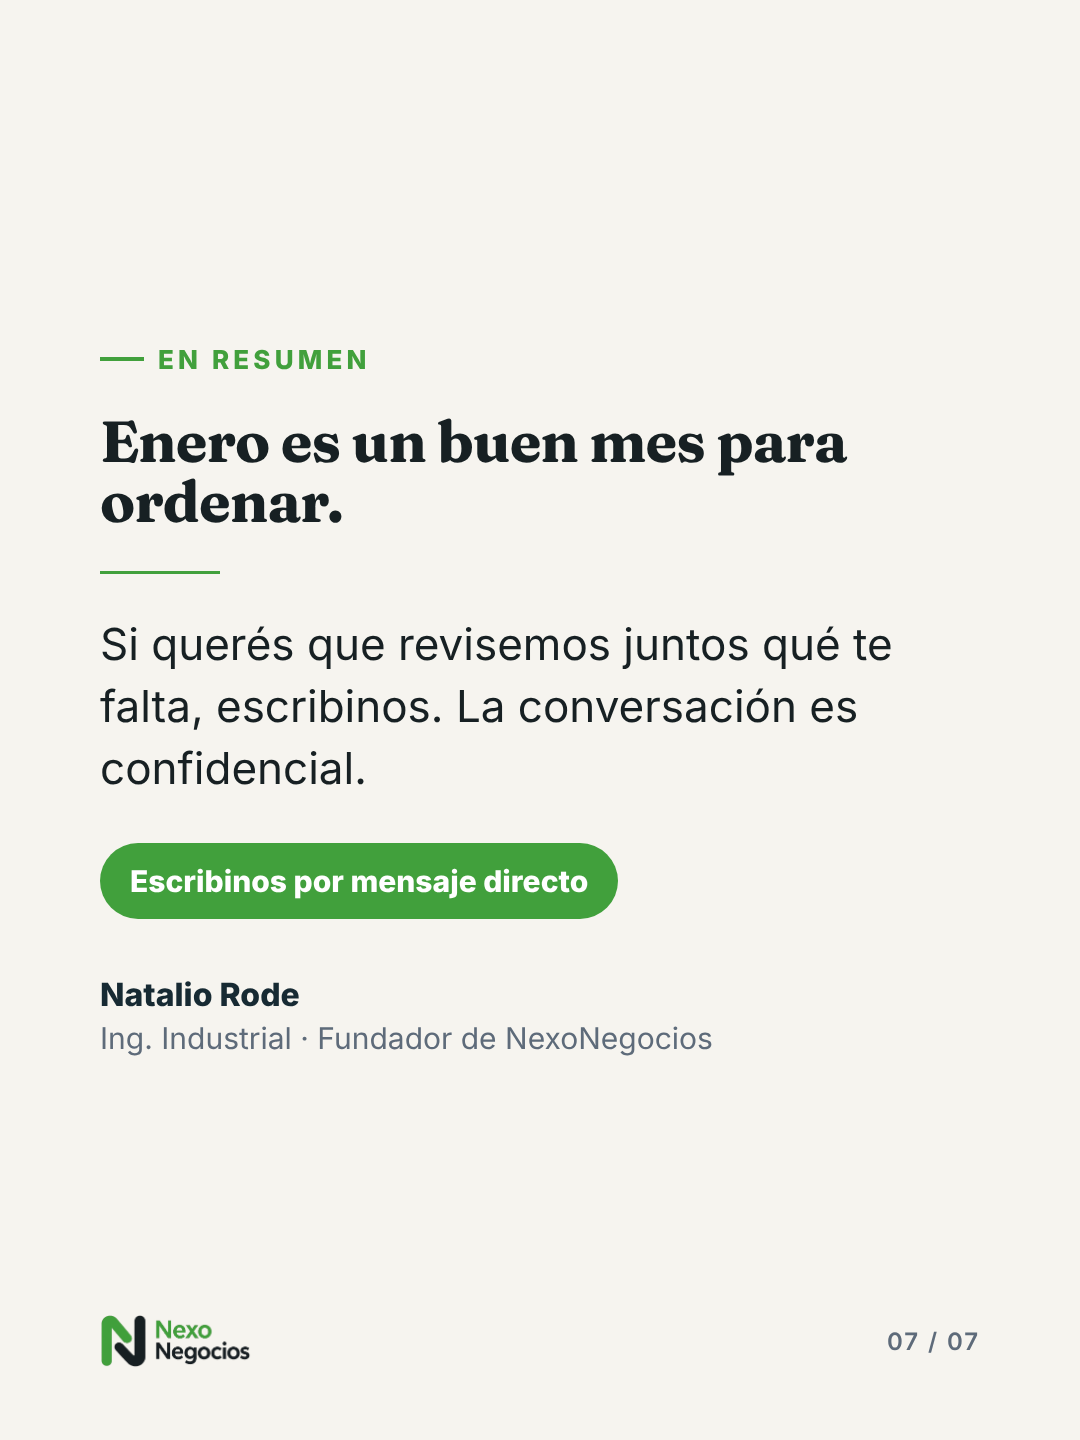 EN RESUMEN
Enero es un buen mes para
ordenar.
Si querés que revisemos juntos qué te
falta, escribinos. La conversación es
confidencial.
Escribinos por mensaje directo
Natalio Rode
Ing. Industrial · Fundador de NexoNegocios
Nexo
Negocios
07 / 07